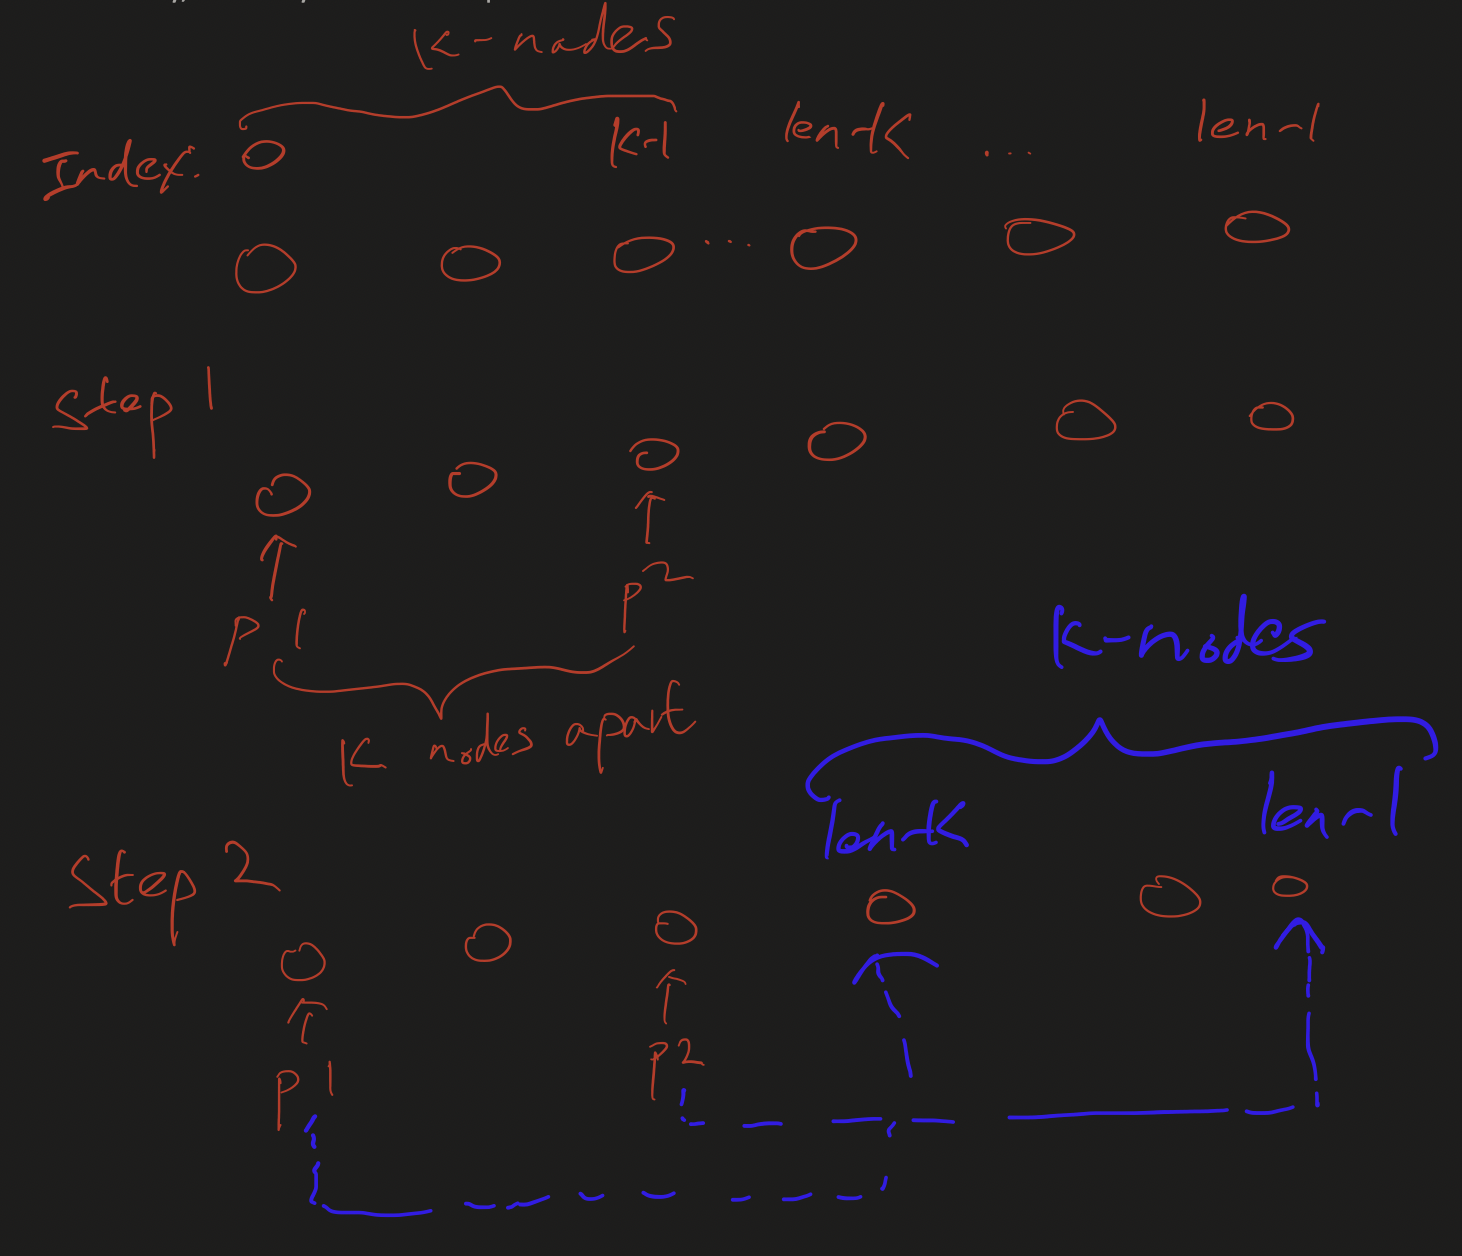 K-nodes
Index: 0 K-1 len-K ... len-1
...
Step 1
P1 P2
K nodes apart
K-nodes
len-K len-1
Step 2
P1 P2